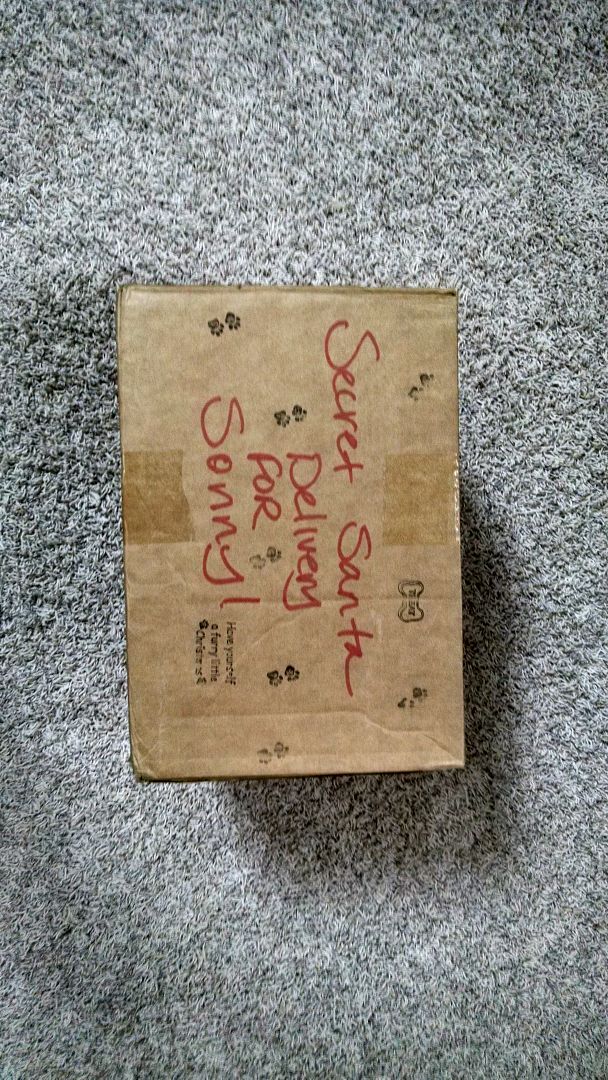 Secret Santa
Delivery
FOR
Sonny!
Have yourself
a furry little
Christmas